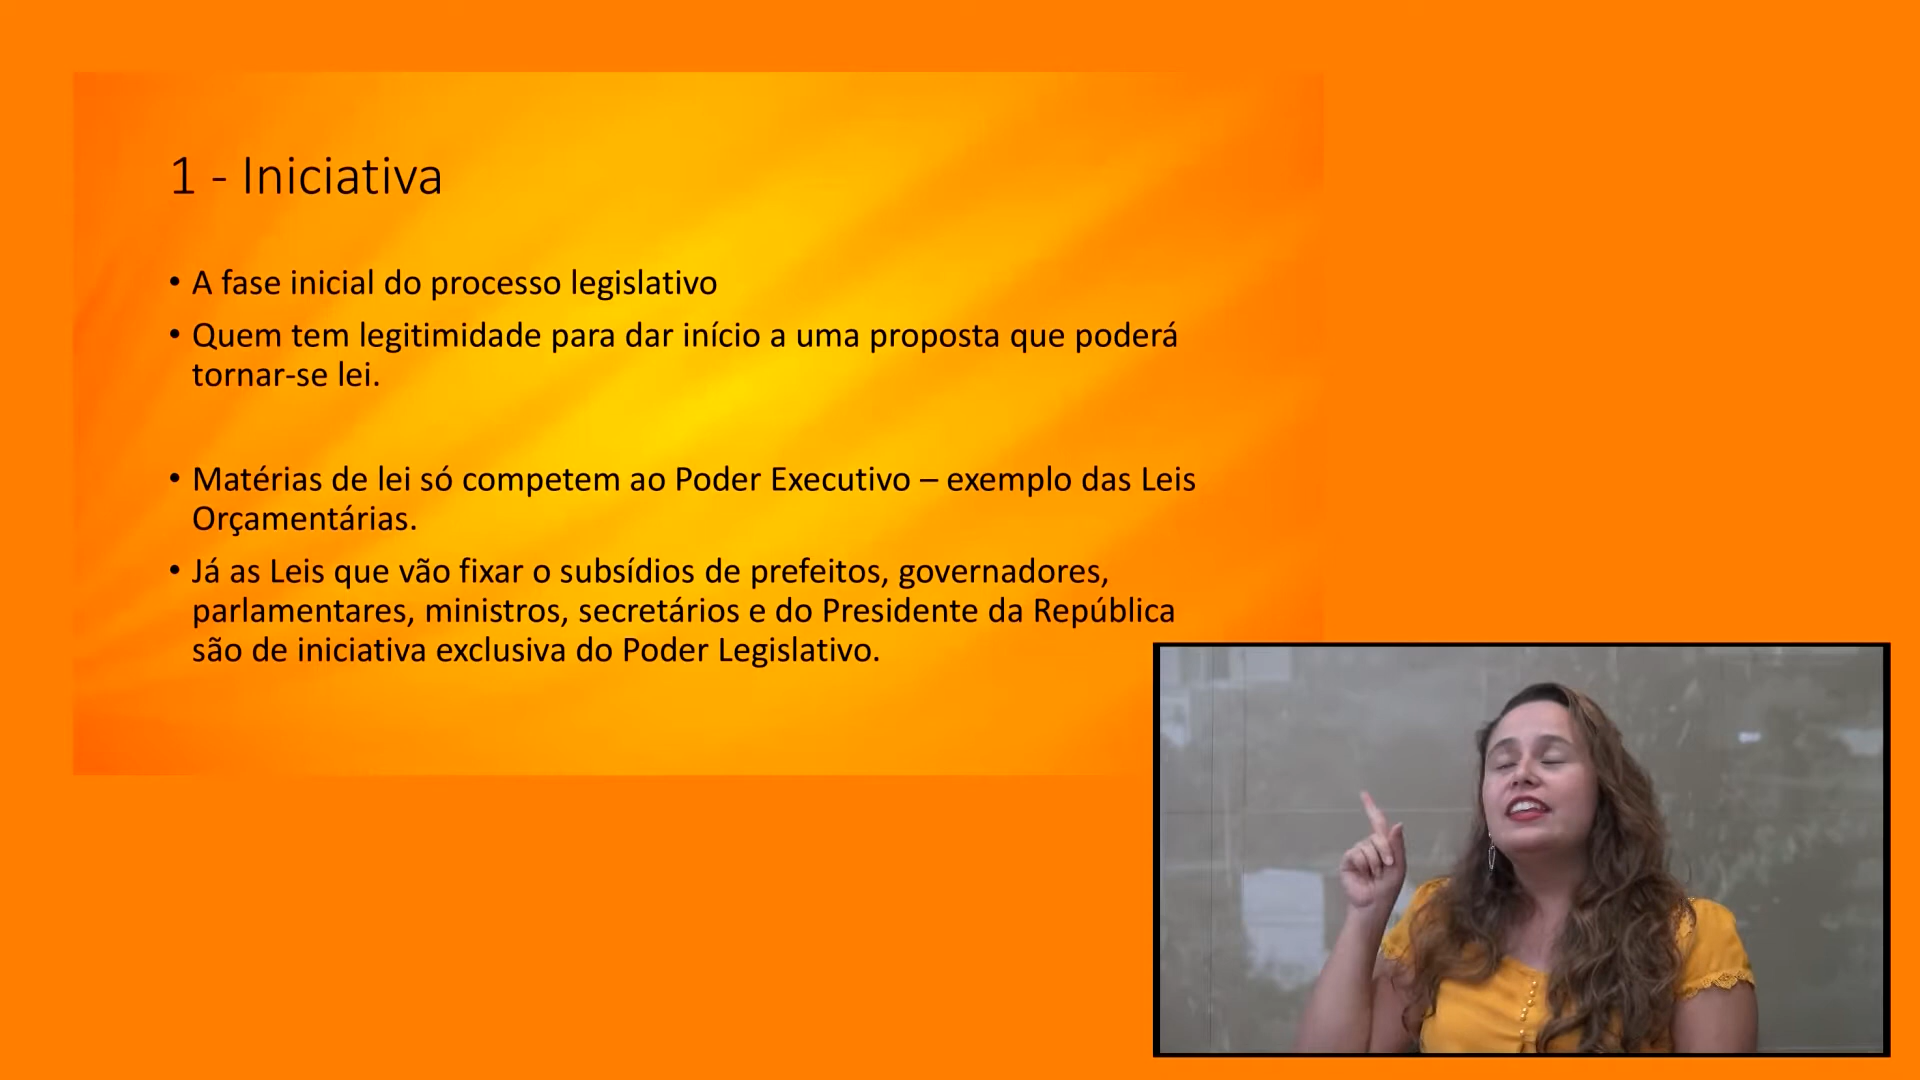 1 - Iniciativa
• A fase inicial do processo legislativo
• Quem tem legitimidade para dar início a uma proposta que poderá
tornar-se lei.
• Matérias de lei só competem ao Poder Executivo – exemplo das Leis
Orçamentárias.
• Já as Leis que vão fixar o subsídios de prefeitos, governadores,
parlamentares, ministros, secretários e do Presidente da República
são de iniciativa exclusiva do Poder Legislativo.